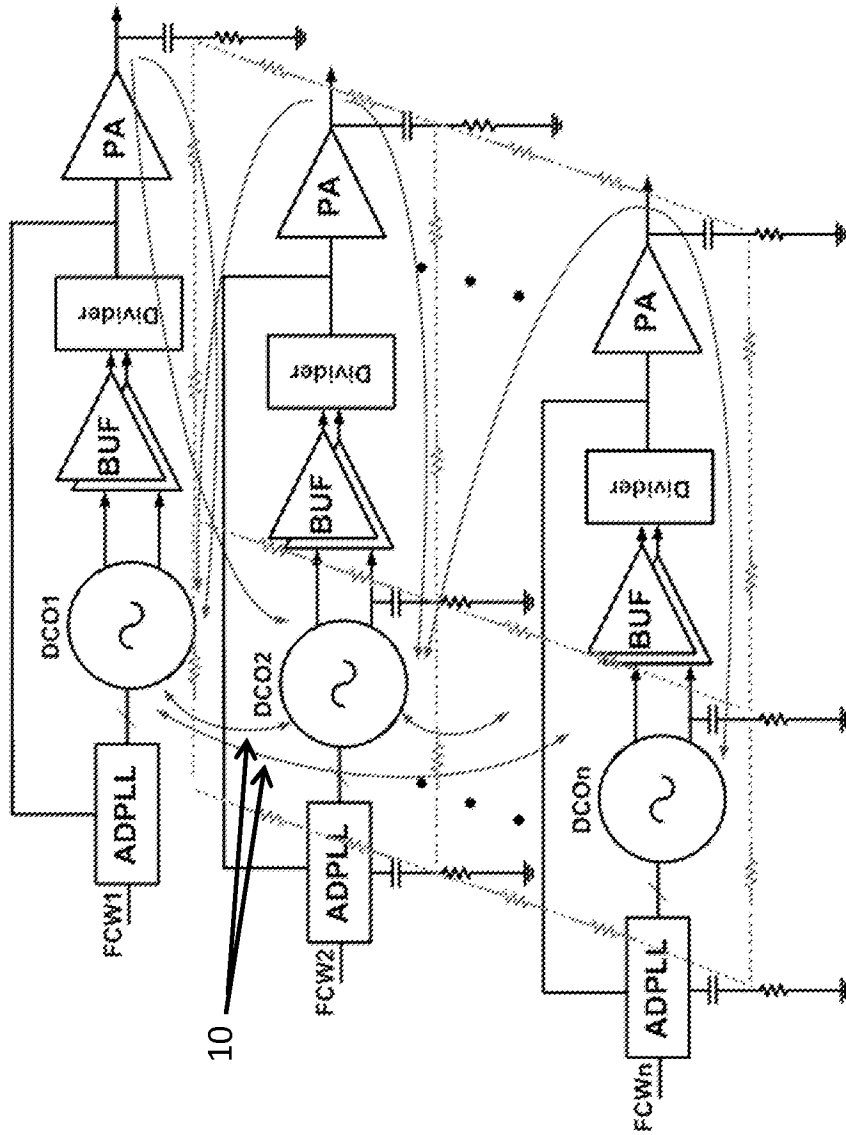 FCW1
ADPLL
DCO1
BUF
Divider
PA
FCW2
ADPLL
DCO2
BUF
Divider
PA
FCWn
ADPLL
DCOn
BUF
Divider
PA
10